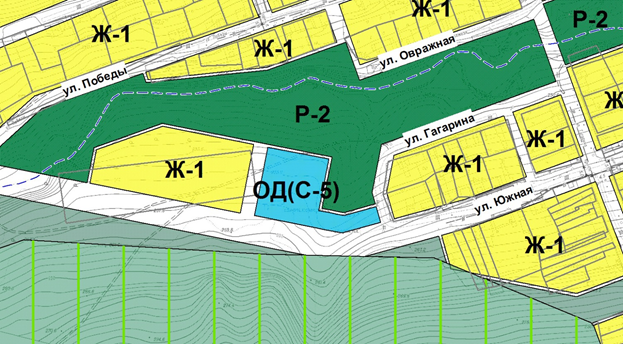 Ж-1
Р-2
Ж-1
Ж-1
ул. Овражная
ул. Победы
Ж
Р-2
ул. Гагарина
Ж-1
Ж-1
Ж-1
ОД(С-5)
ул. Южная
Ж-1